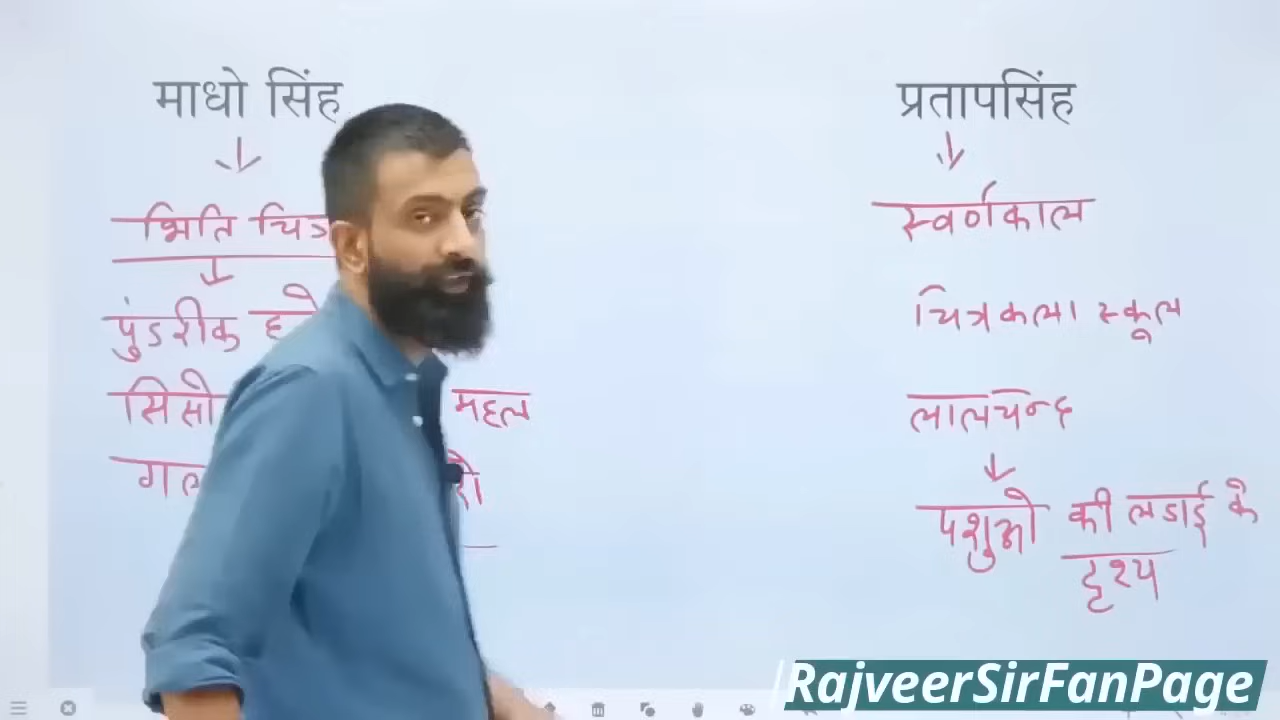 माधो सिंह
भिति चित्र
पुंडरीक
महल
प्रतापसिंह
स्वर्णकाल
चित्रकला स्कूल
लालचन्द
पशुओ की लडाई के
दृश्य
RajveerSirFanPage